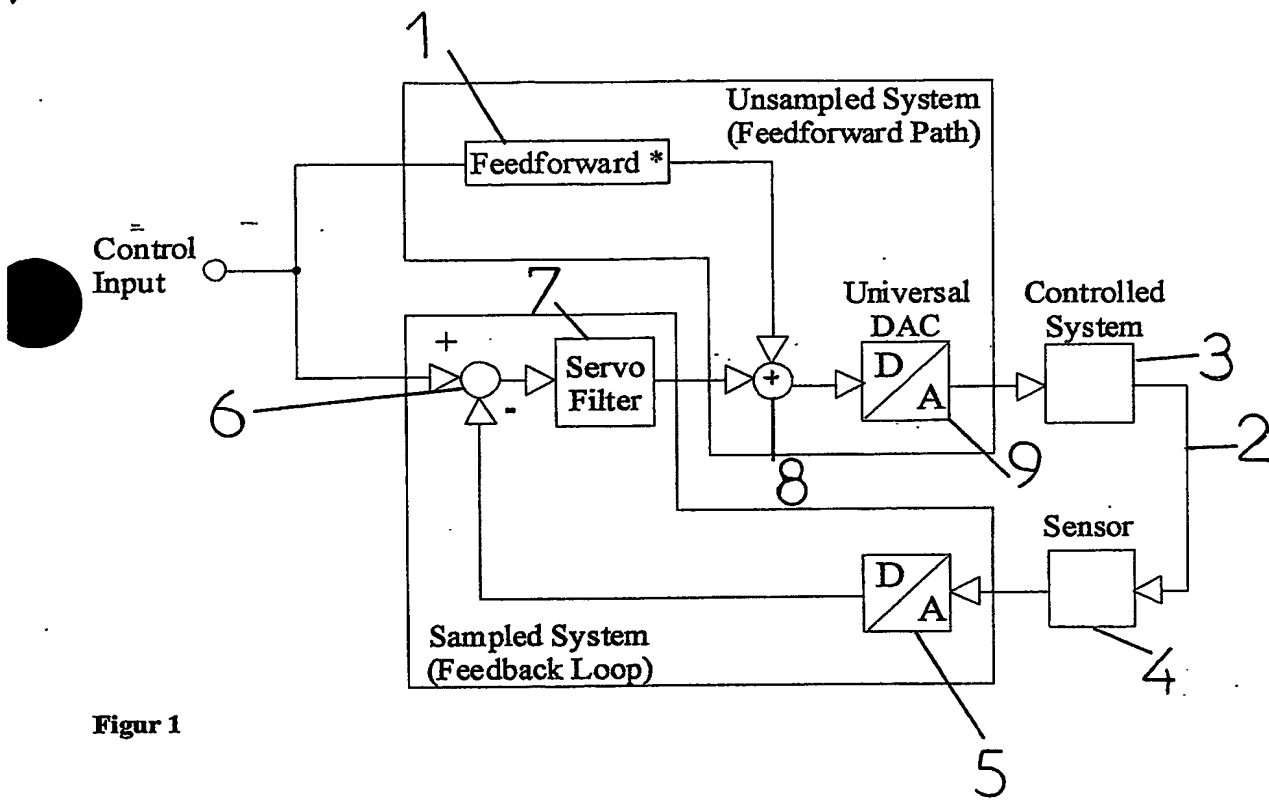 1
Unsampled System
(Feedforward Path)
Feedforward *
Control
Input
7
Universal
DAC
Controlled
System
+
Servo
Filter
+
D
A
3
6
-
8
9
2
Sensor
D
A
Sampled System
(Feedback Loop)
4
Figur 1
5